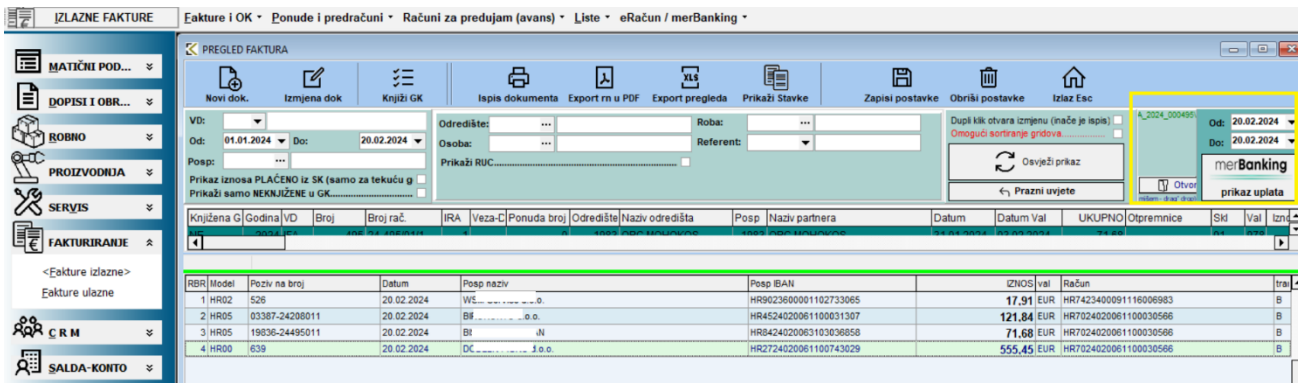 IZLAZNE FAKTURE Fakture i OK Ponude i predračuni Računi za predujam (avans) Liste eRačun / merBanking
PREGLED FAKTURA
MATIČNI POD...
DOPISI I OBR...
ROBNO
PROIZVODNJA
SERVIS
FAKTURIRANJE
<Fakture izlazne>
Fakture ulazne
C R M
SALDA-KONTO
Novi dok. Izmjena dok Knjiži GK Ispis dokumenta Export rn u PDF Export pregleda Prikaži Stavke Zapisi postavke Obriši postavke Izlaz Esc
VD: Odredište: ... Roba: ... Dupli klik otvara izmjenu (inače je ispis)
Od: 01.01.2024 Do: 20.02.2024 Osoba: ... Referent: Omogući sortiranje gridova
Posp: ... Prikaži RUC Osvježi prikaz
Prikaz iznosa PLAĆENO iz SK (samo za tekuću g
Prikaži samo NEKNJIŽENE u GK Prazni uvjete
A_2024_000495 Od: 20.02.2024
Do: 20.02.2024
merBanking
Otvor prikaz uplata
Knjižena G Godina VD Broj Broj rač. IRA Veza-D Ponuda broj Odredište Naziv odredišta Posp Naziv partnera Datum Datum Val UKUPNO Otpremnice Skl Val Izno
RBR Model Poziv na broj Datum Posp naziv Posp IBAN IZNOS val Račun
1 HR02 526 20.02.2024 HR9023600001102733065 17,91 EUR HR7423400091116006983 B
2 HR05 03387-24208011 20.02.2024 o.o. HR4524020061100031307 121,84 EUR HR7024020061100030566 B
3 HR05 19836-24495011 20.02.2024 HR8424020063103036858 71,68 EUR HR7024020061100030566 B
4 HR00 639 20.02.2024 d.o.o. HR2724020061100743029 555,45 EUR HR7024020061100030566 B